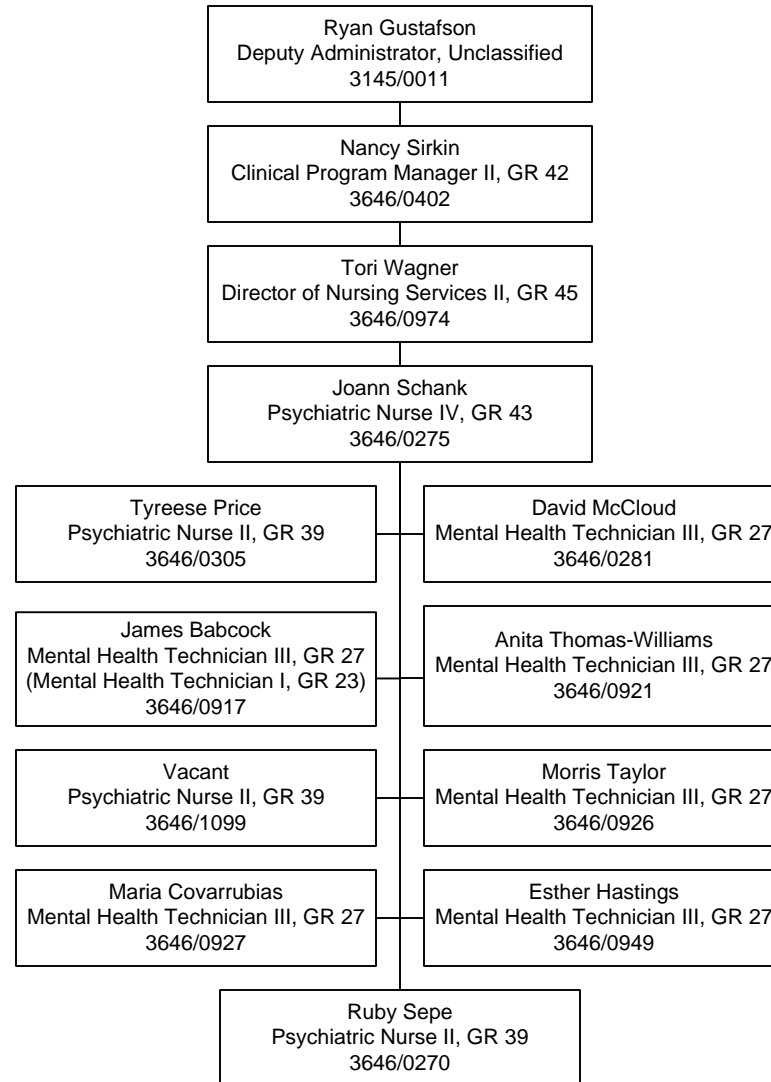 Ryan Gustafson
Deputy Administrator, Unclassified
3145/0011
Nancy Sirkin
Clinical Program Manager II, GR 42
3646/0402
Tori Wagner
Director of Nursing Services II, GR 45
3646/0974
Joann Schank
Psychiatric Nurse IV, GR 43
3646/0275
Tyreese Price
Psychiatric Nurse II, GR 39
3646/0305
David McCloud
Mental Health Technician III, GR 27
3646/0281
James Babcock
Mental Health Technician III, GR 27
(Mental Health Technician I, GR 23)
3646/0917
Anita Thomas-Williams
Mental Health Technician III, GR 27
3646/0921
Vacant
Psychiatric Nurse II, GR 39
3646/1099
Morris Taylor
Mental Health Technician III, GR 27
3646/0926
Maria Covarrubias
Mental Health Technician III, GR 27
3646/0927
Esther Hastings
Mental Health Technician III, GR 27
3646/0949
Ruby Sepe
Psychiatric Nurse II, GR 39
3646/0270